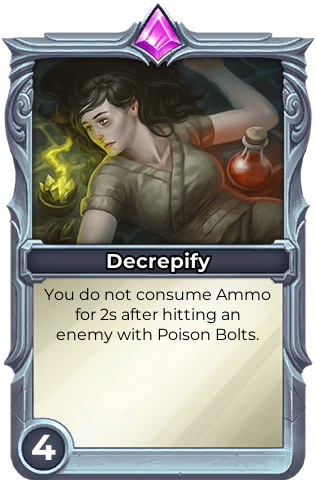 Decrepify
You do not consume Ammo
for 2s after hitting an
enemy with Poison Bolts.
4